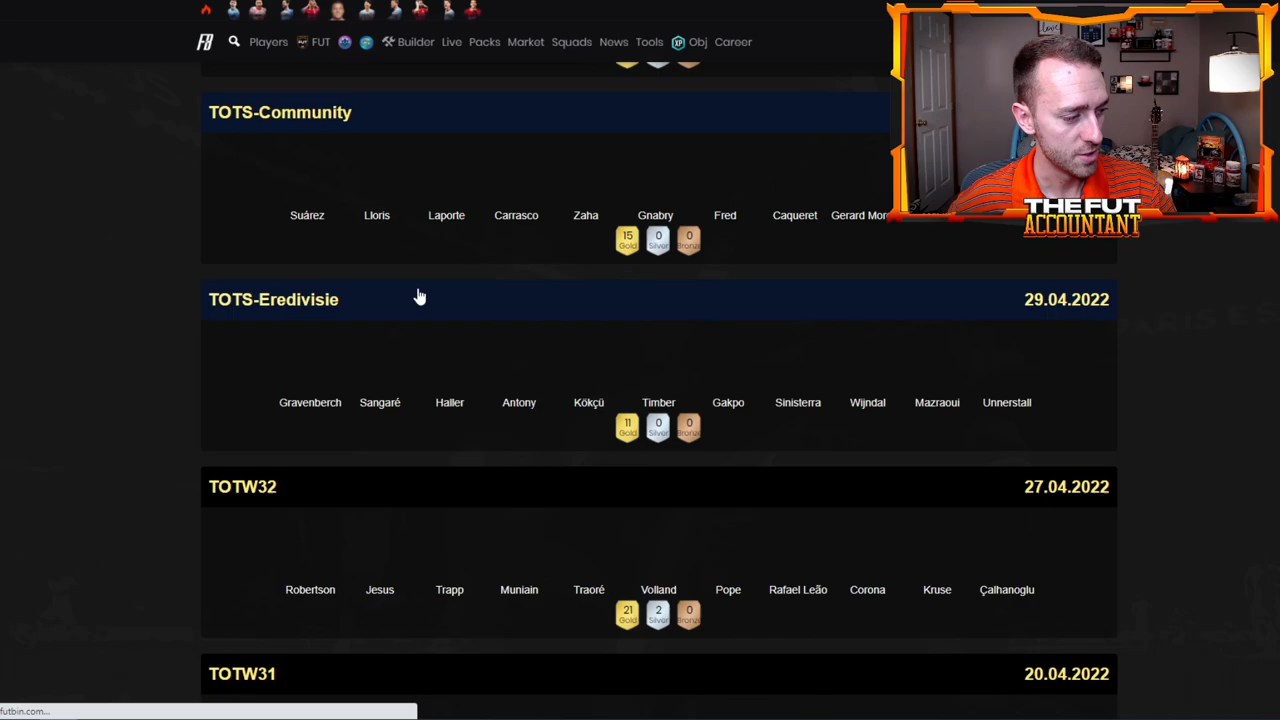 F8 Players FUT Builder Live Packs Market Squads News Tools XP Obj Career
TOTS-Community
Suárez Lloris Laporte Carrasco Zaha Gnabry Fred Caqueret Gerard Mor
15 Gold 0 Silver 0 Bronze
TOTS-Eredivisie 29.04.2022
Gravenberch Sangaré Haller Antony Kökçü Timber Gakpo Sinisterra Wijndal Mazraoui Unnerstall
11 Gold 0 Silver 0 Bronze
TOTW32 27.04.2022
Robertson Jesus Trapp Muniain Traoré Volland Pope Rafael Leão Corona Kruse Çalhanoglu
21 Gold 2 Silver 0 Bronze
TOTW31 20.04.2022
futbin.com...
THE FUT
ACCOUNTANT